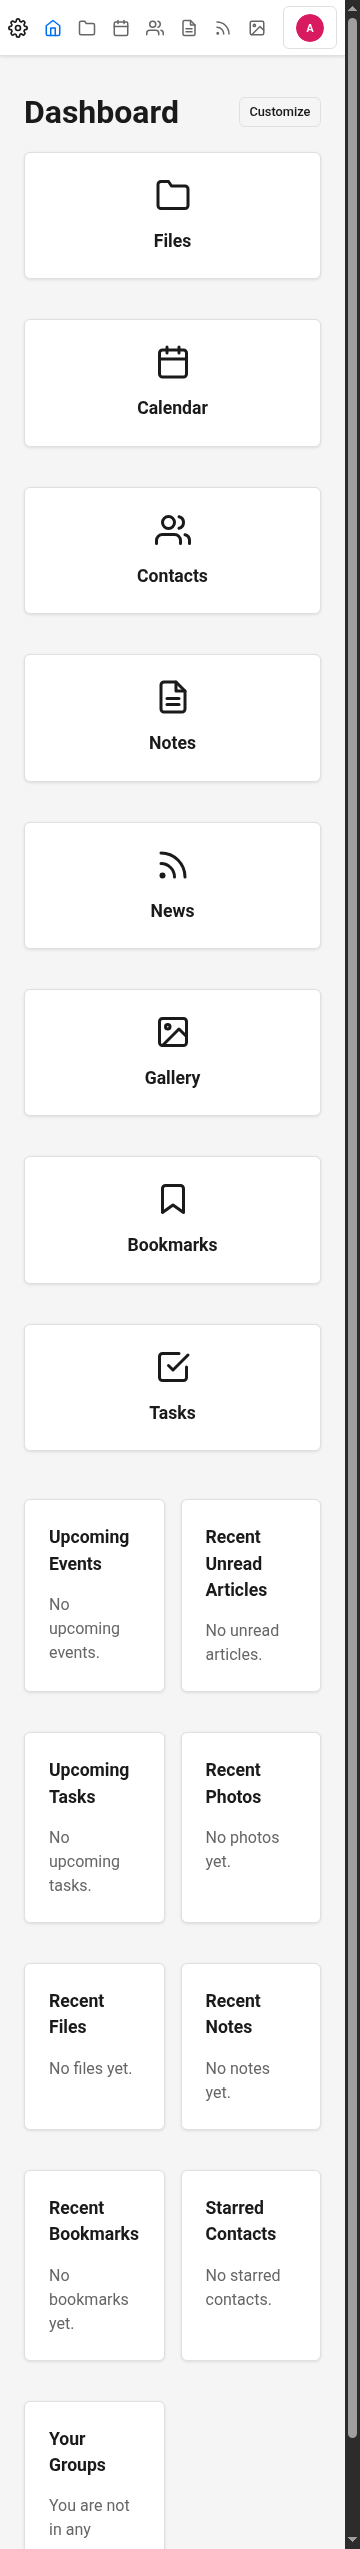 A
Dashboard
Customize
Files
Calendar
Contacts
Notes
News
Gallery
Bookmarks
Tasks
Upcoming
Events
No
upcoming
events.
Recent
Unread
Articles
No unread
articles.
Upcoming
Tasks
No
upcoming
tasks.
Recent
Photos
No photos
yet.
Recent
Files
No files yet.
Recent
Notes
No notes
yet.
Recent
Bookmarks
No
bookmarks
yet.
Starred
Contacts
No starred
contacts.
Your
Groups
You are not
in any